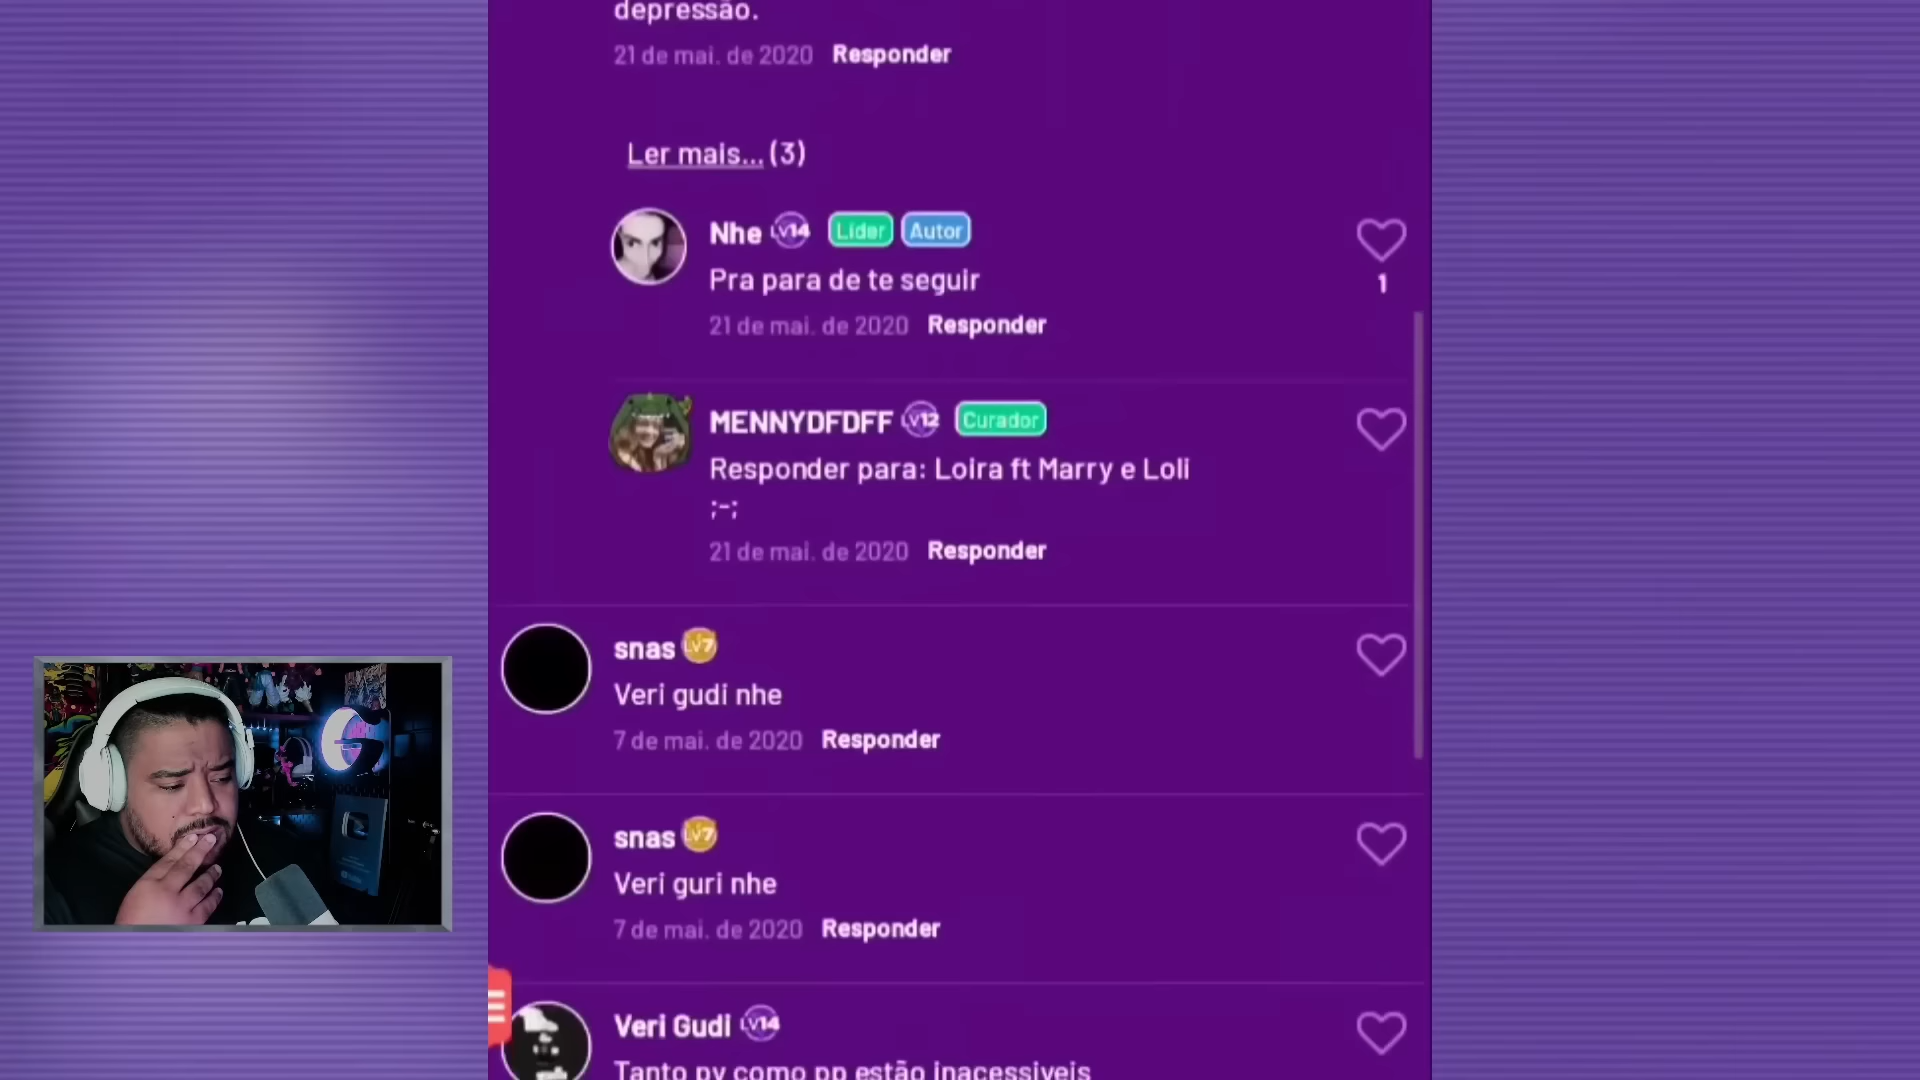 depressão.
21 de mai. de 2020 Responder
Ler mais... (3)
Nhe LV14 Líder Autor
Pra para de te seguir
1
21 de mai. de 2020 Responder
MENNYDFDFF LV12 Curador
Responder para: Loira ft Marry e Loli
;-;
21 de mai. de 2020 Responder
snas LV7
Veri gudi nhe
7 de mai. de 2020 Responder
snas LV7
Veri guri nhe
7 de mai. de 2020 Responder
Veri Gudi LV14
Tanto pv como pp estão inacessiveis